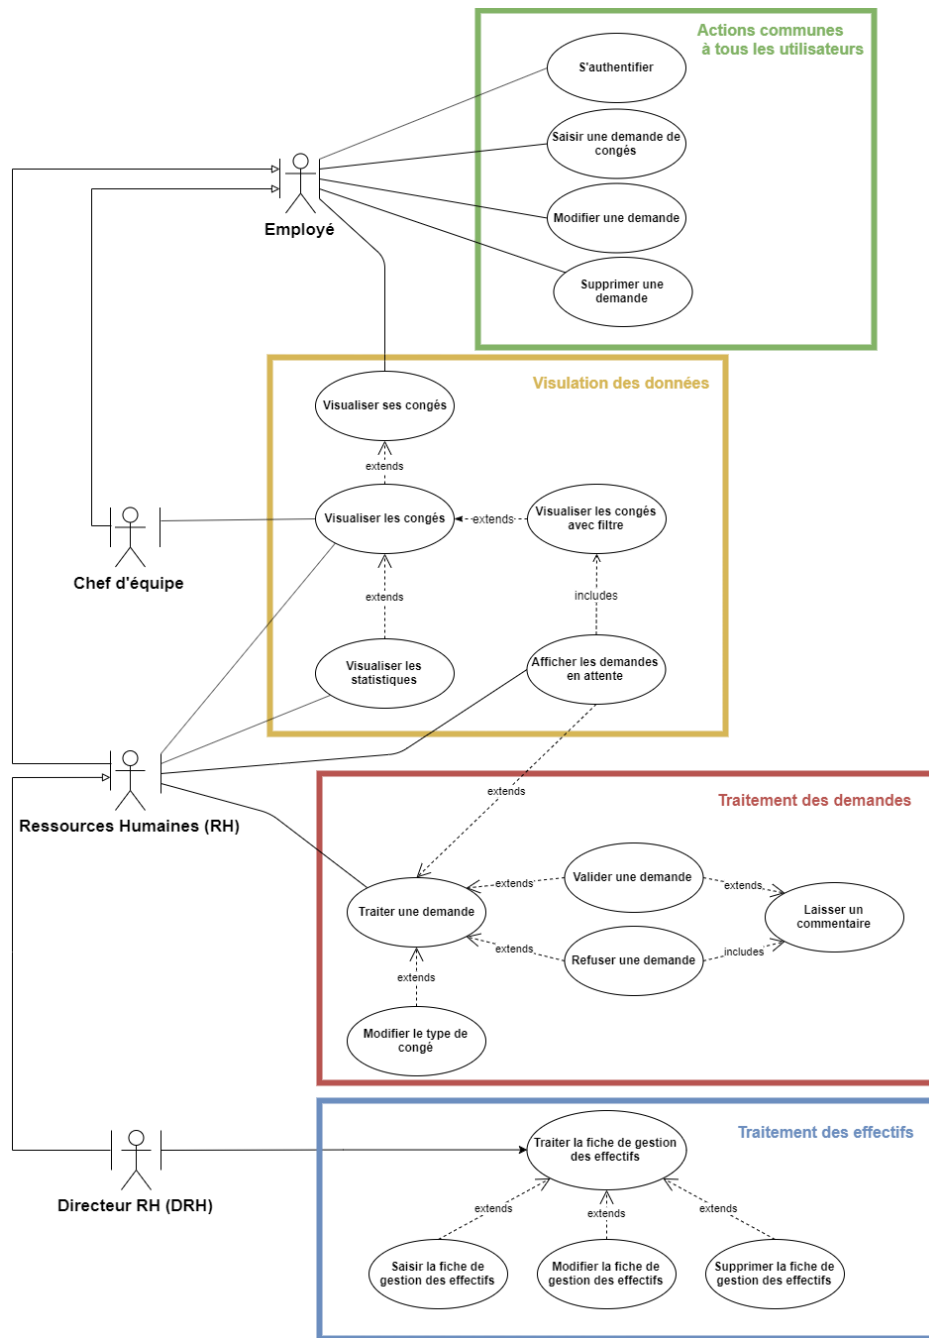 Actions communes
à tous les utilisateurs
S'authentifier
Saisir une demande de
congés
Modifier une demande
Supprimer une
demande
Employé
Visulation des données
Visualiser ses congés
extends
Visualiser les congés
extends
Visualiser les congés
avec filtre
Chef d'équipe
extends
includes
Visualiser les
statistiques
Afficher les demandes
en attente
Ressources Humaines (RH)
extends
Traitement des demandes
Traiter une demande
extends
Valider une demande
extends
Laisser un
commentaire
extends
Refuser une demande
includes
extends
Modifier le type de
congé
Traitement des effectifs
Traiter la fiche de gestion
des effectifs
Directeur RH (DRH)
extends
extends
extends
Saisir la fiche de
gestion des effectifs
Modifier la fiche de
gestion des effectifs
Supprimer la fiche de
gestion des effectifs